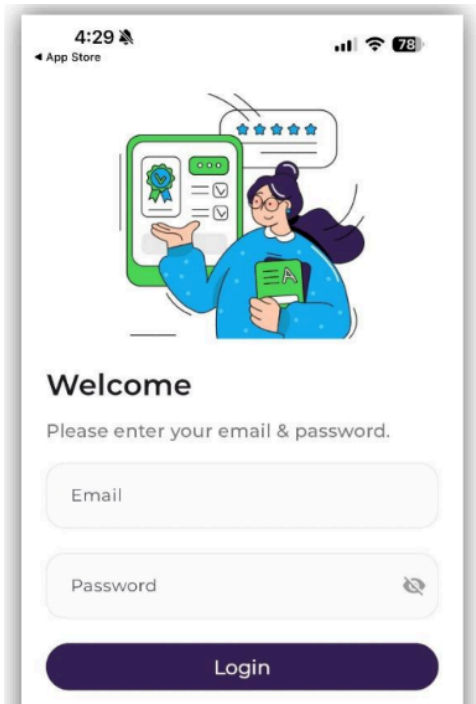 4:29
78
◀ App Store
A
Welcome
Please enter your email & password.
Email
Password
Login